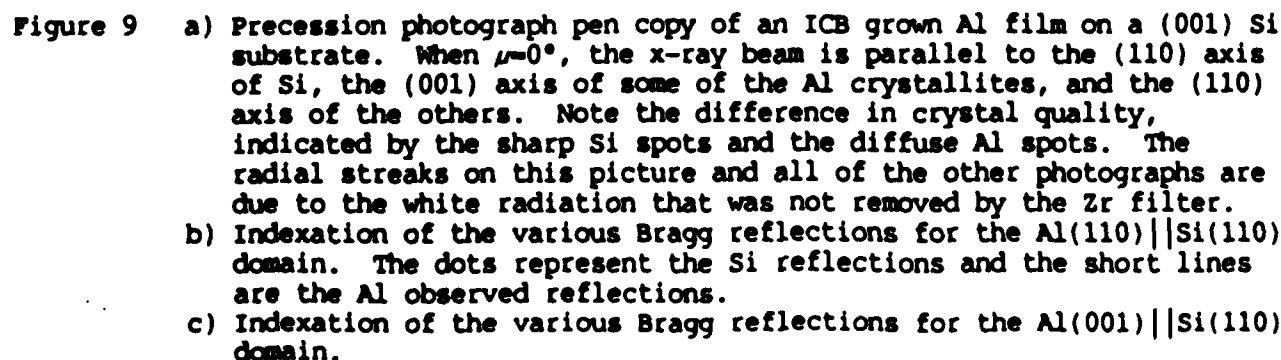 Figure 9 a) Precession photograph pen copy of an ICB grown Al film on a (001) Si
substrate. When μ=0°, the x-ray beam is parallel to the (110) axis
of Si, the (001) axis of some of the Al crystallites, and the (110)
axis of the others. Note the difference in crystal quality,
indicated by the sharp Si spots and the diffuse Al spots. The
radial streaks on this picture and all of the other photographs are
due to the white radiation that was not removed by the Zr filter.
b) Indexation of the various Bragg reflections for the Al(110)||Si(110)
domain. The dots represent the Si reflections and the short lines
are the Al observed reflections.
c) Indexation of the various Bragg reflections for the Al(001)||Si(110)
domain.